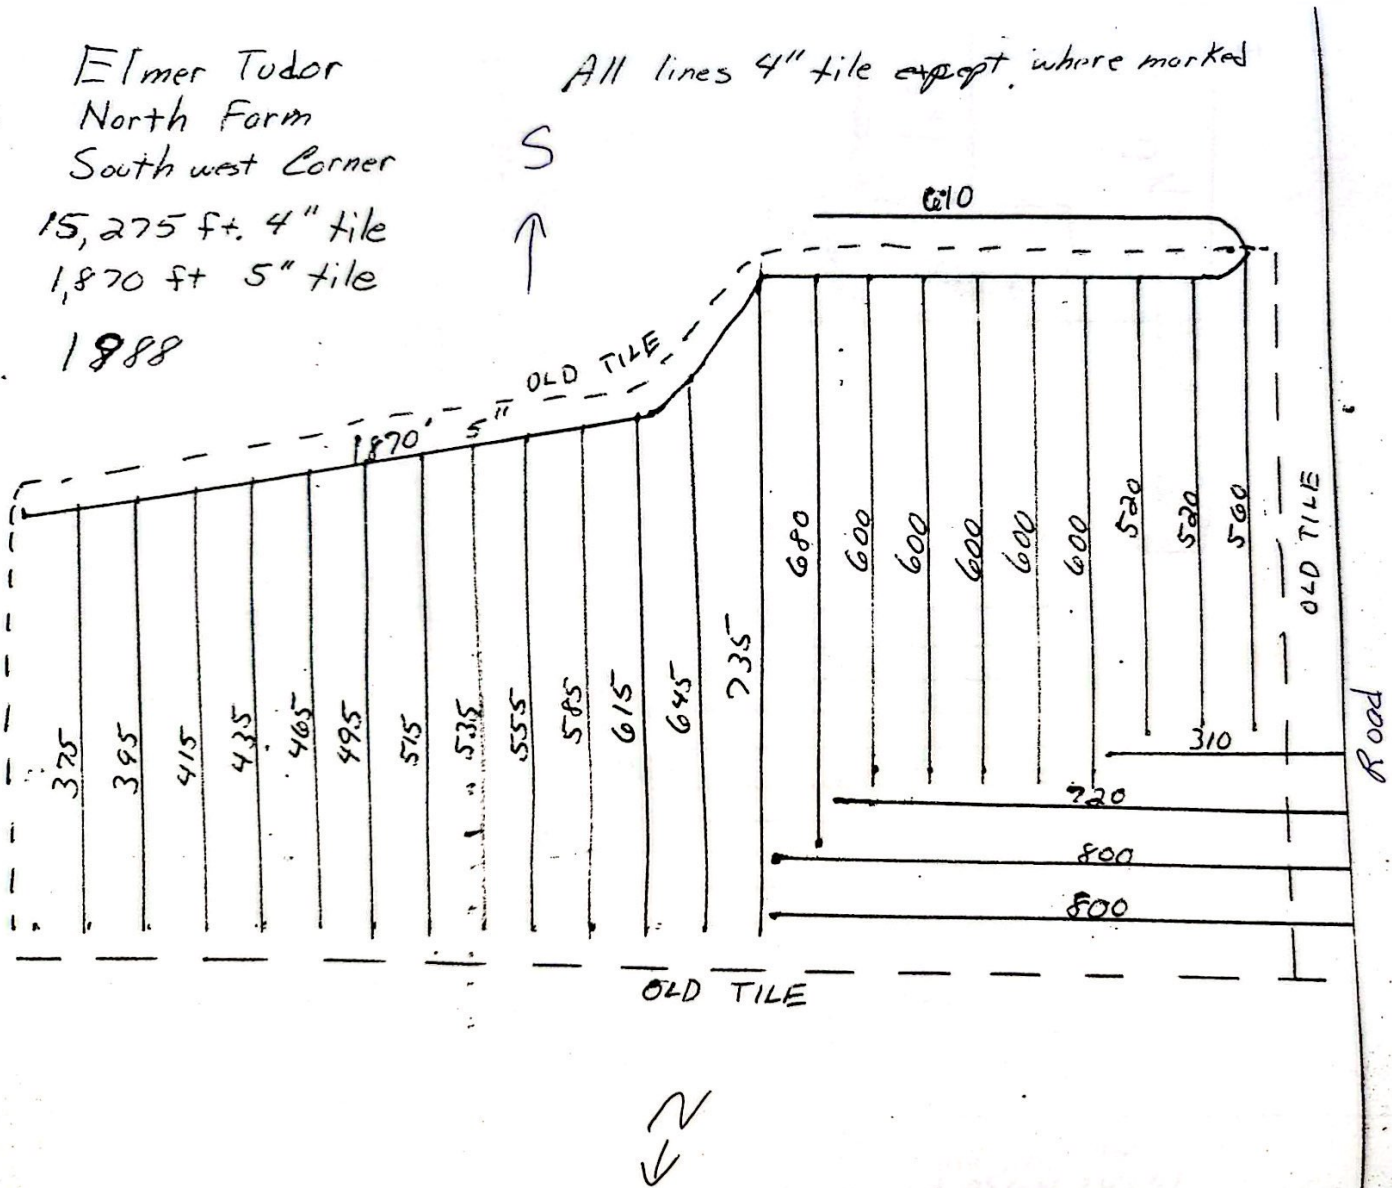 Elmer Tudor
North Farm
South west Corner
15,275 ft. 4" tile
1,870 ft 5" tile
1988
All lines 4" tile except where marked
S
610
OLD TILE
1870' 5"
375
395
415
435
465
495
515
535
555
585
615
645
735
680
600
600
600
600
600
520
520
560
OLD TILE
Road
310
720
800
800
OLD TILE
N